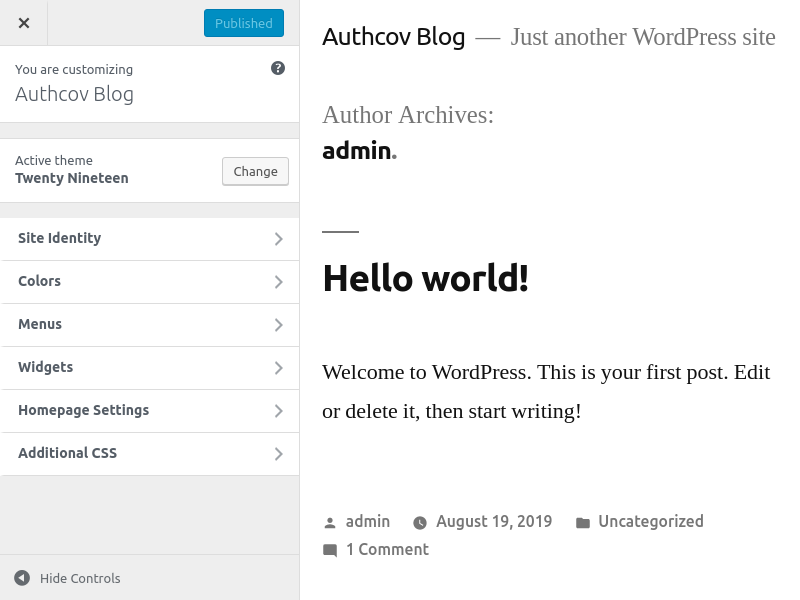 Published
You are customizing
Authcov Blog
Active theme
Twenty Nineteen
Change
Site Identity
Colors
Menus
Widgets
Homepage Settings
Additional CSS
Hide Controls
Authcov Blog — Just another WordPress site
Author Archives:
admin.
Hello world!
Welcome to WordPress. This is your first post. Edit
or delete it, then start writing!
admin August 19, 2019 Uncategorized
1 Comment